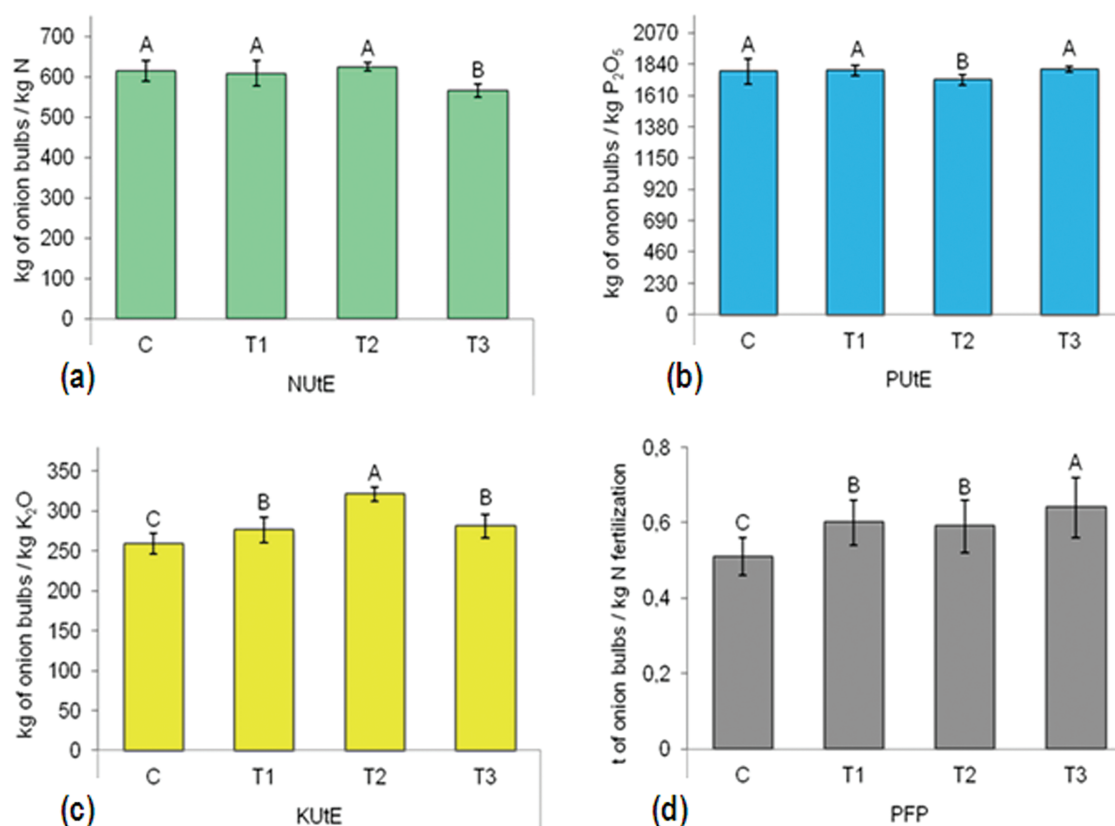 kg of onion bulbs / kg N
700
600
500
400
300
200
100
0
A
A
A
B
C
T1
T2
T3
(a)
NUtE
kg of onon bulbs / kg P₂O₅
2070
1840
1610
1380
1150
920
690
460
230
0
A
A
B
A
C
T1
T2
T3
(b)
PUtE
kg of onion bulbs / kg K₂O
350
300
250
200
150
100
50
0
C
B
A
B
C
T1
T2
T3
(c)
KUtE
t of onion bulbs / kg N fertilization
0,8
0,6
0,4
0,2
0
C
B
B
A
C
T1
T2
T3
(d)
PFP